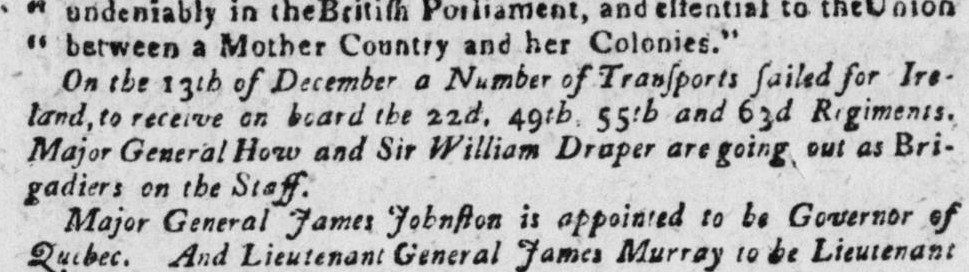 " undeniably in the British Parliament, and essential to the Union
" between a Mother Country and her Colonies."
On the 13th of December a Number of Tranſports ſailed for Ire-
land, to receive on board the 22d, 49th, 55th and 63d Regiments.
Major General How and Sir William Draper are going out as Bri-
gadiers on the Staff.
Major General James Johnſton is appointed to be Governor of
Quebec. And Lieutenant General James Murray to be Lieutenant